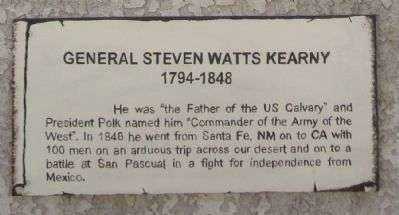 GENERAL STEVEN WATTS KEARNY
1794-1848
He was "the Father of the US Calvary" and
President Polk named him "Commander of the Army of the
West". In 1848 he went from Santa Fe, NM on to CA with
100 men on an arduous trip across our desert and on to a
battle at San Pascual in a fight for independence from
Mexico.